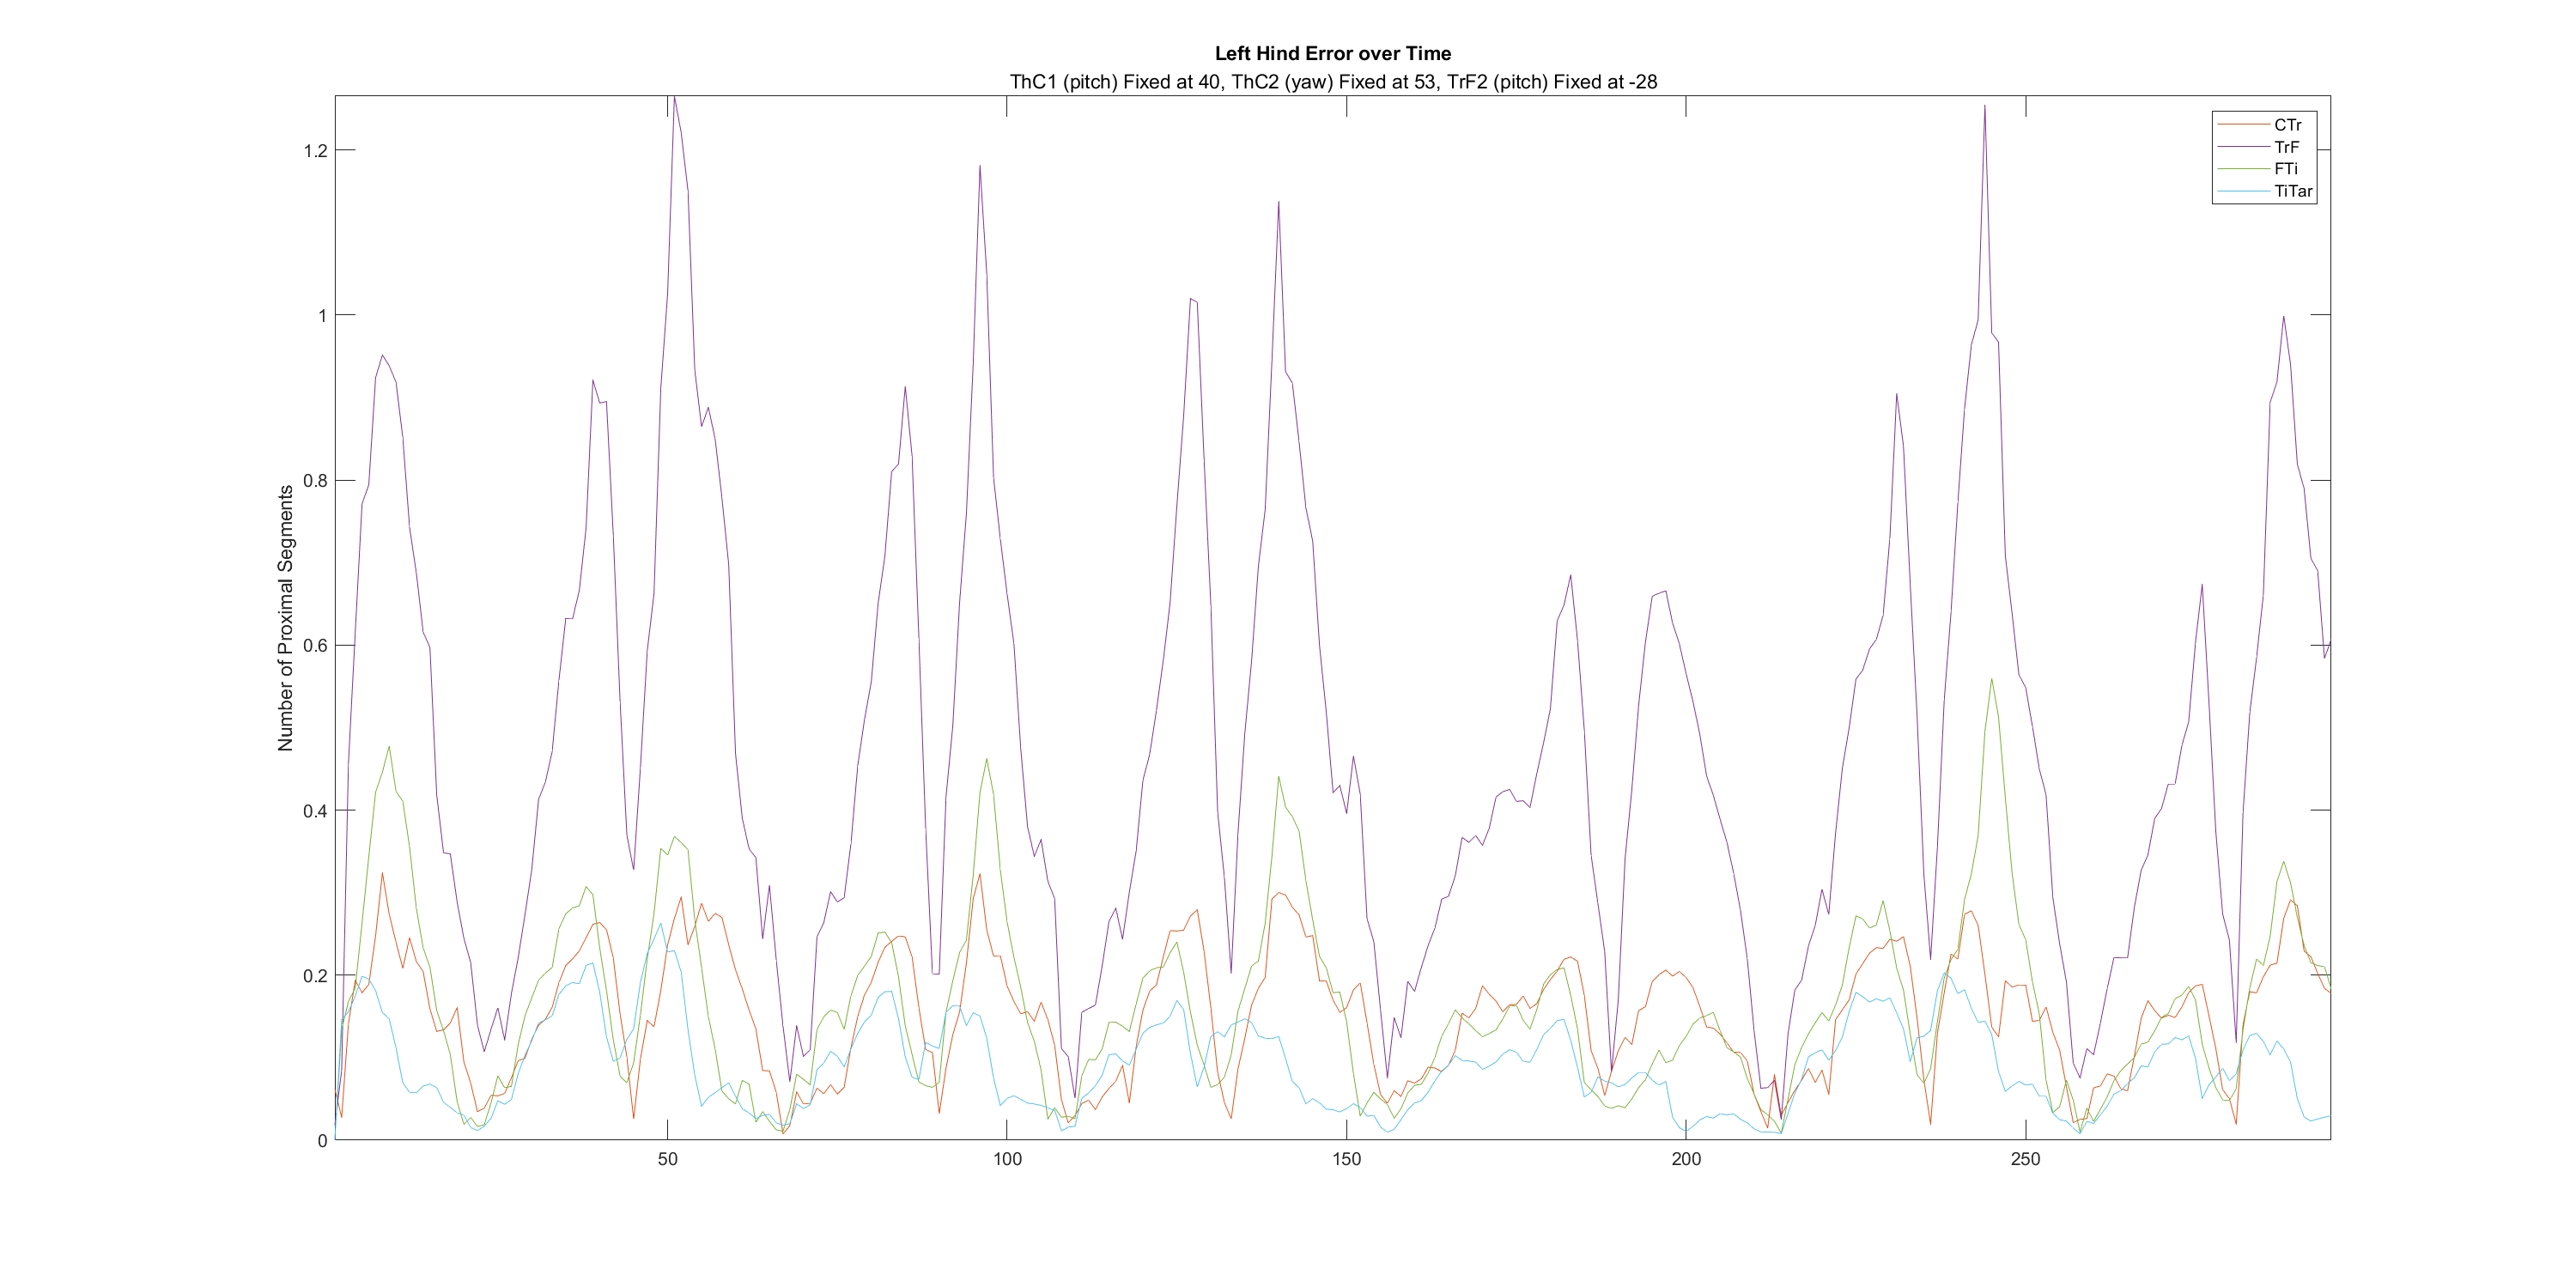 Left Hind Error over Time
ThC1 (pitch) Fixed at 40, ThC2 (yaw) Fixed at 53, TrF2 (pitch) Fixed at -28
Number of Proximal Segments
1.2
1
0.8
0.6
0.4
0.2
0
50
100
150
200
250
CTr
TrF
FTi
TiTar